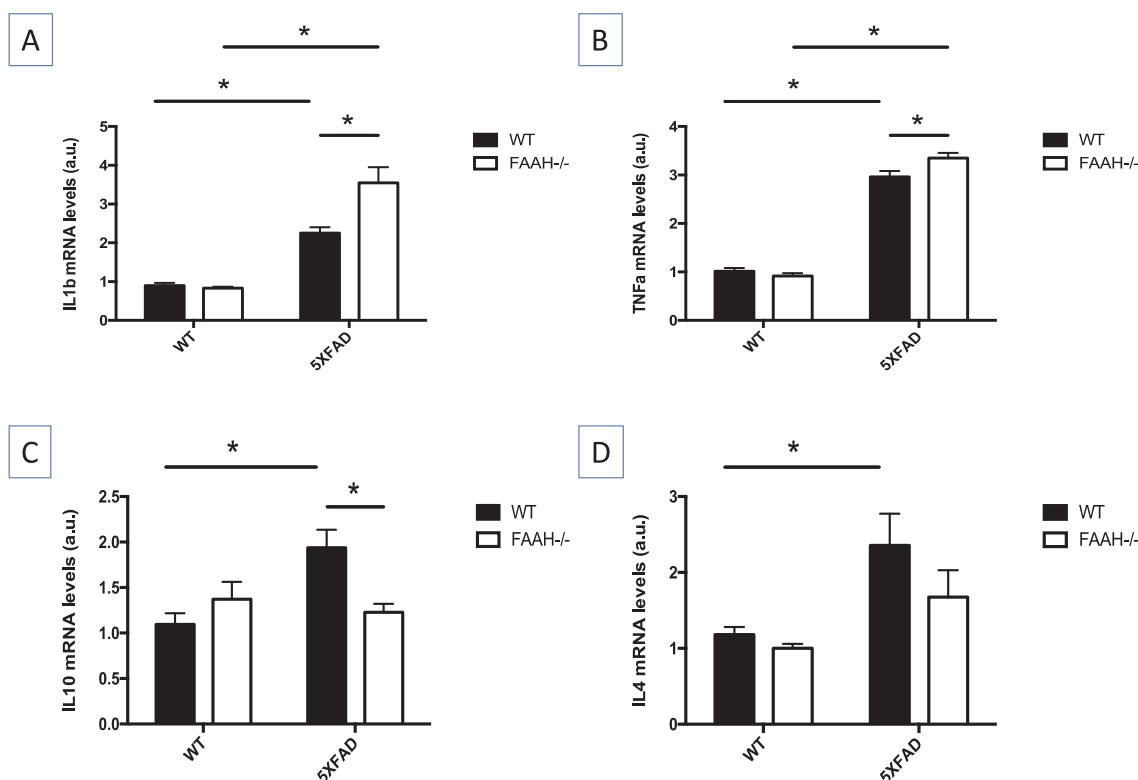 A
*
*
*
IL1b mRNA levels (a.u.)
5
4
3
2
1
0
WT
5XFAD
WT
FAAH-/-
B
*
*
*
TNFa mRNA levels (a.u.)
4
3
2
1
0
WT
5XFAD
WT
FAAH-/-
C
*
*
IL10 mRNA levels (a.u.)
2.5
2.0
1.5
1.0
0.5
0.0
WT
5XFAD
WT
FAAH-/-
D
*
IL4 mRNA levels (a.u.)
3
2
1
0
WT
5XFAD
WT
FAAH-/-